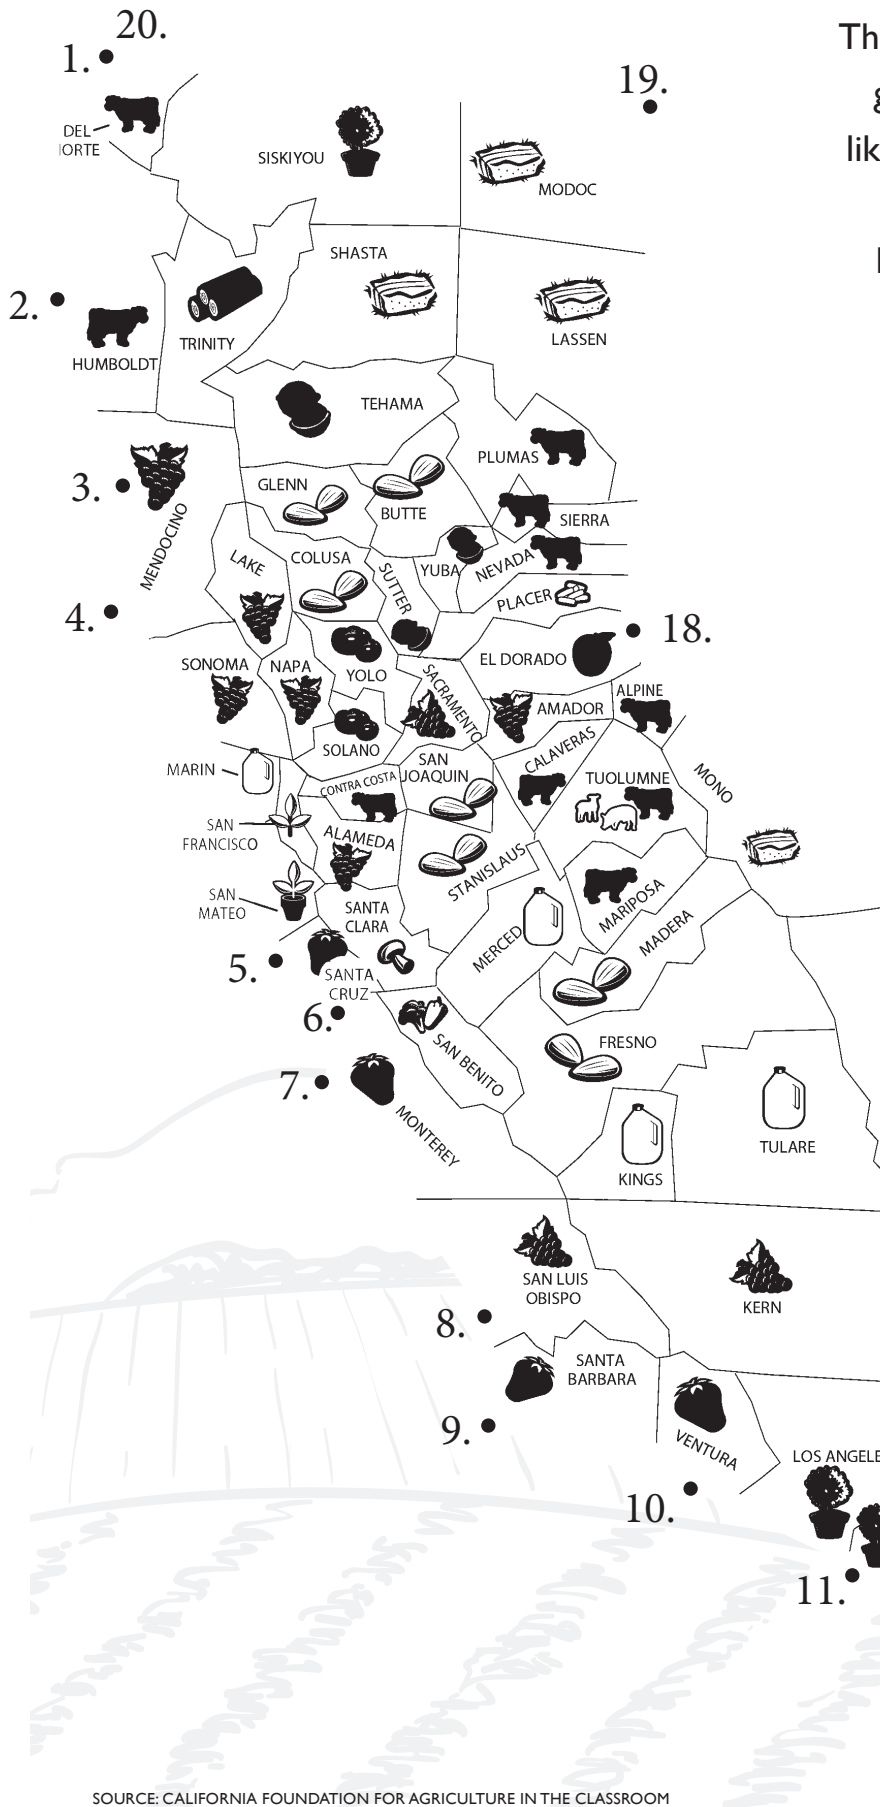 20.
1.
Th
19.
g
DEL
ORTE
lik
SISKIYOU
MODOC
SHASTA
2.
TRINITY
LASSEN
HUMBOLDT
TEHAMA
PLUMAS
3.
GLENN
BUTTE
SIERRA
MENDOCINO
LAKE
COLUSA
SUTTER
YUBA
NEVADA
PLACER
4.
18.
SONOMA
NAPA
YOLO
SACRAMENTO
EL DORADO
ALPINE
AMADOR
SOLANO
CALAVERAS
MARIN
CONTRA COSTA
SAN
JOAQUIN
TUOLUMNE
MONO
SAN
FRANCISCO
ALAMEDA
STANISLAUS
SAN
MATEO
SANTA
CLARA
MERCED
MARIPOSA
MADERA
5.
SANTA
CRUZ
6.
SAN BENITO
FRESNO
7.
MONTEREY
TULARE
KINGS
SAN LUIS
OBISPO
KERN
8.
SANTA
BARBARA
9.
VENTURA
LOS ANGELE
10.
11.
SOURCE: CALIFORNIA FOUNDATION FOR AGRICULTURE IN THE CLASSROOM